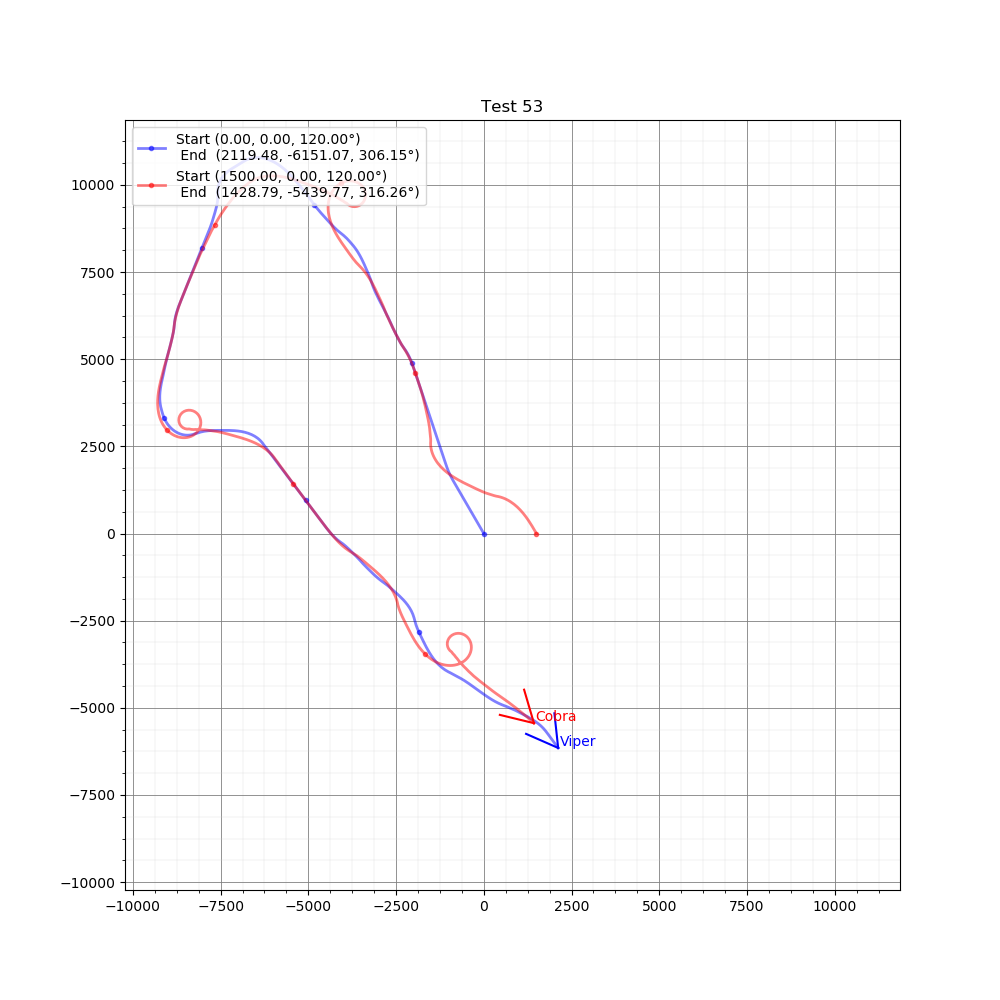 Test 53
Start (0.00, 0.00, 120.00°)
End  (2119.48, -6151.07, 306.15°)
Start (1500.00, 0.00, 120.00°)
End  (1428.79, -5439.77, 316.26°)
10000
7500
5000
2500
0
−2500
−5000
−7500
−10000
Cobra
Viper
−10000 −7500 −5000 −2500 0 2500 5000 7500 10000